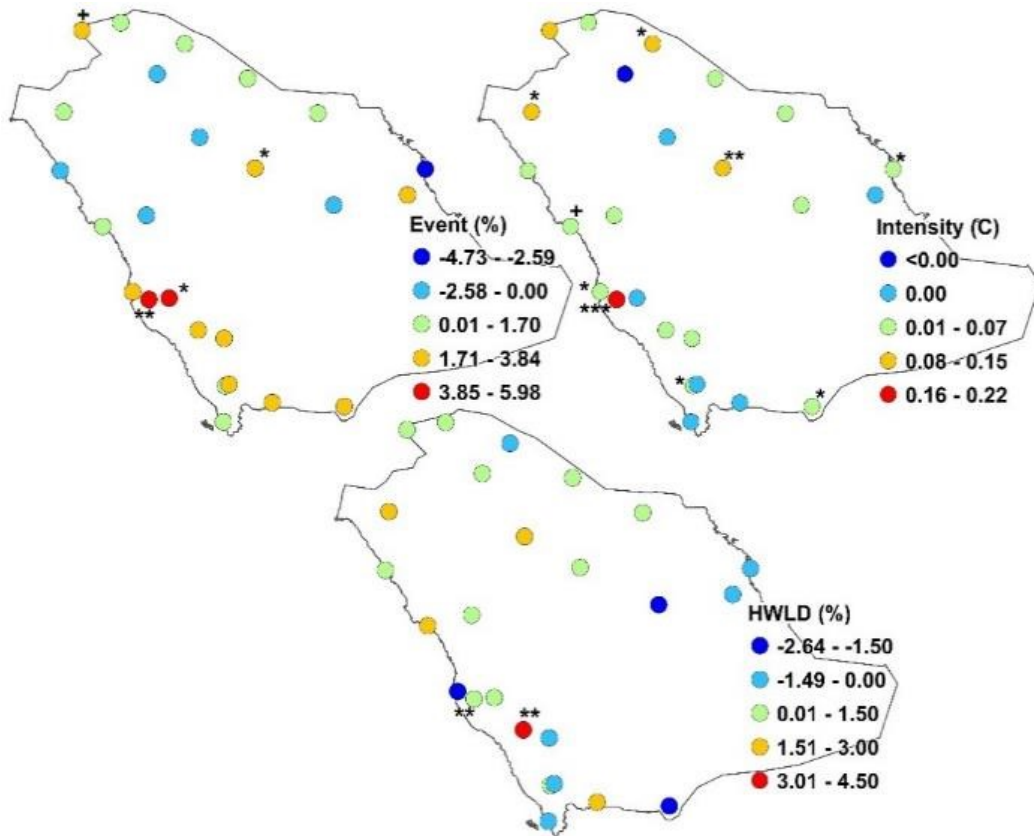 +
*
*
**
Event (%)
-4.73 - -2.59
-2.58 - 0.00
0.01 - 1.70
1.71 - 3.84
3.85 - 5.98
*
*
**
*
+
*
***
*
*
Intensity (̇C)
<0.00
0.00
0.01 - 0.07
0.08 - 0.15
0.16 - 0.22
**
**
HWLD (%)
-2.64 - -1.50
-1.49 - 0.00
0.01 - 1.50
1.51 - 3.00
3.01 - 4.50